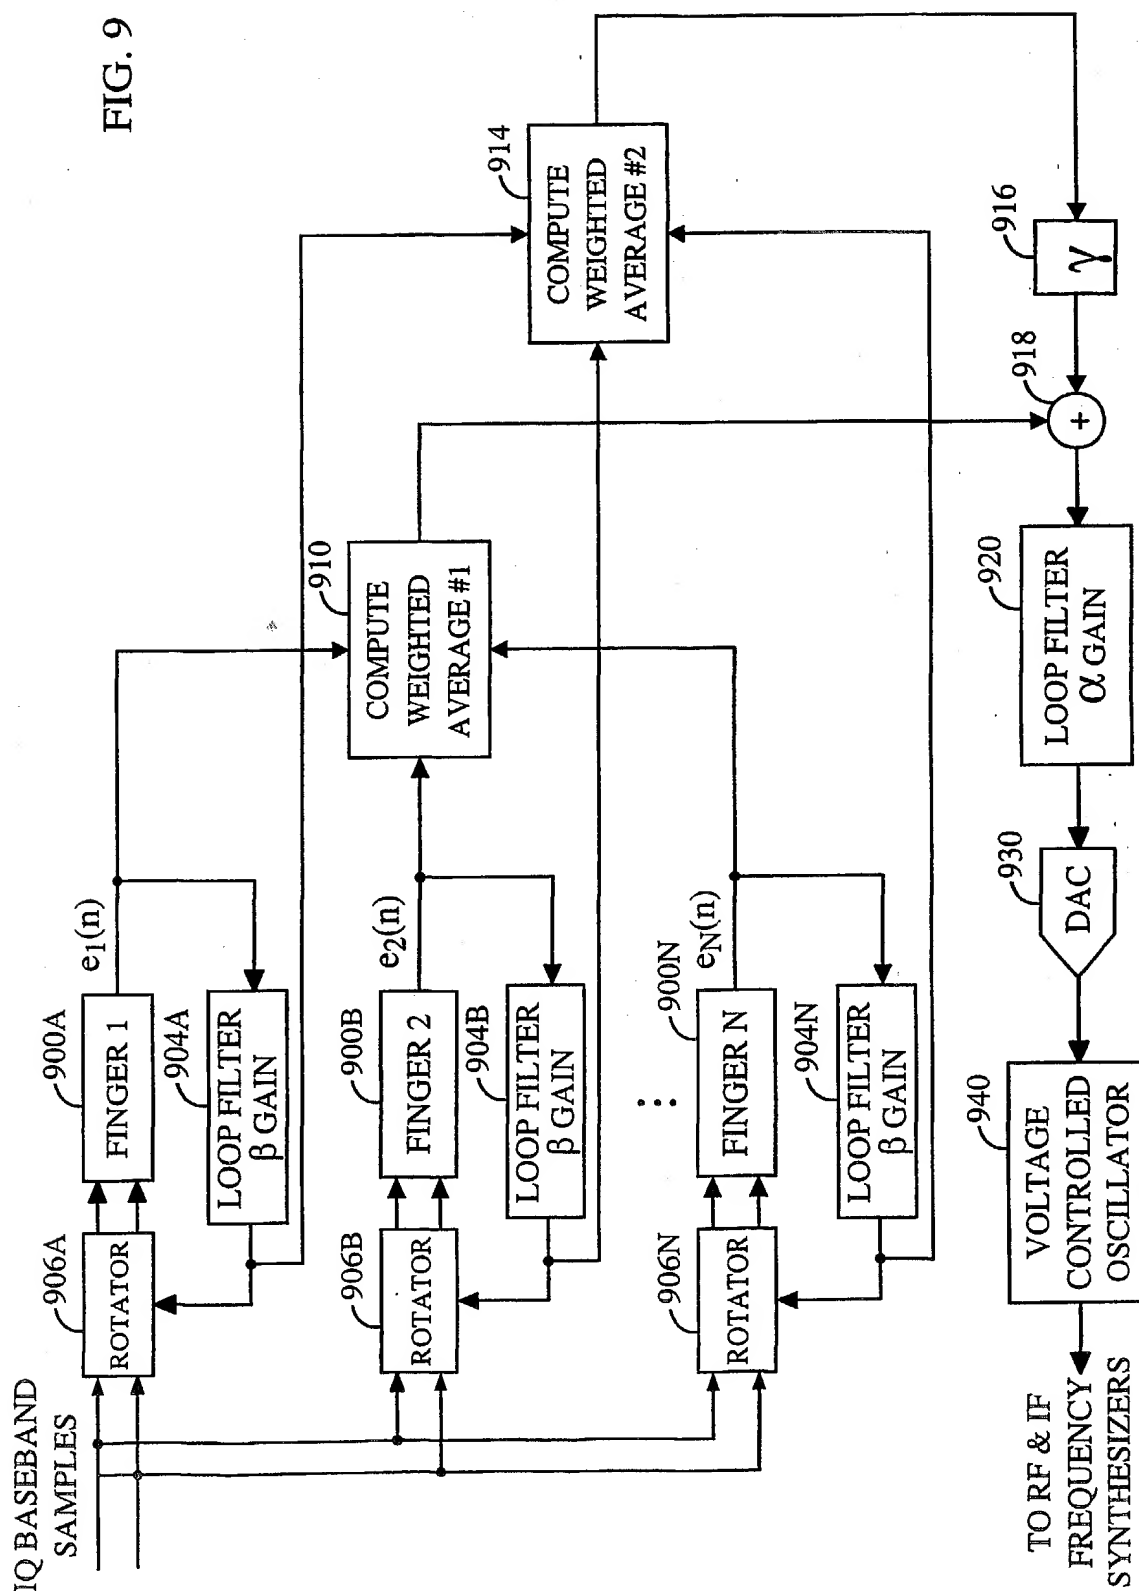 FIG. 9
IQ BASEBAND
SAMPLES
906A
ROTATOR
900A
FINGER 1
e1(n)
904A
LOOP FILTER
β GAIN
906B
ROTATOR
900B
FINGER 2
e2(n)
904B
LOOP FILTER
β GAIN
906N
ROTATOR
900N
FINGER N
eN(n)
904N
LOOP FILTER
β GAIN
910
COMPUTE
WEIGHTED
AVERAGE #1
914
COMPUTE
WEIGHTED
AVERAGE #2
916
γ
918
+
920
LOOP FILTER
α GAIN
930
DAC
940
VOLTAGE
CONTROLLED
OSCILLATOR
TO RF & IF
FREQUENCY
SYNTHESIZERS